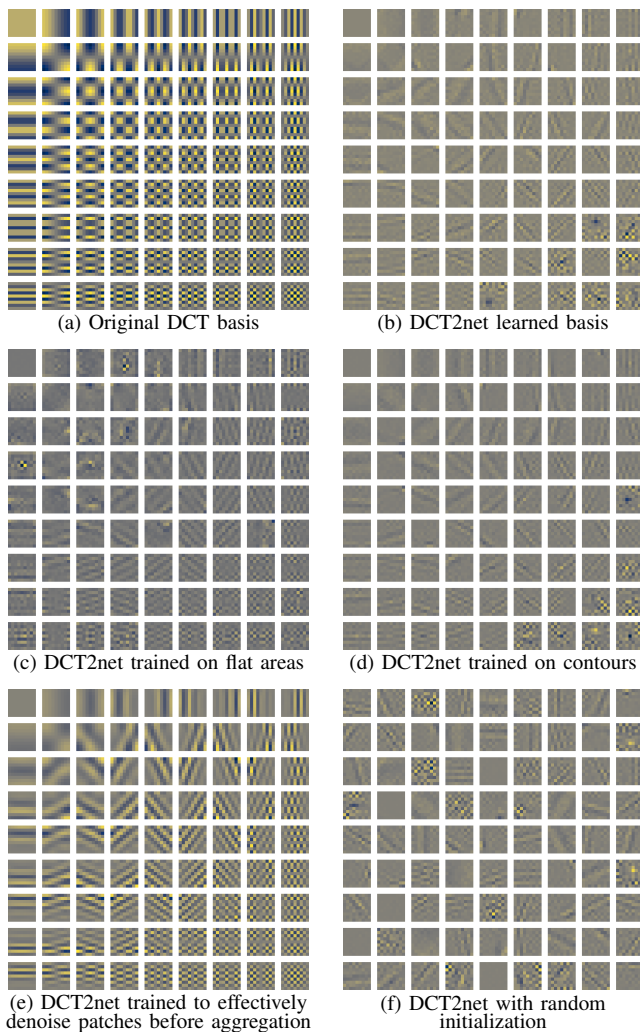 (a) Original DCT basis
(b) DCT2net learned basis
(c) DCT2net trained on flat areas
(d) DCT2net trained on contours
(e) DCT2net trained to effectively
denoise patches before aggregation
(f) DCT2net with random
initialization